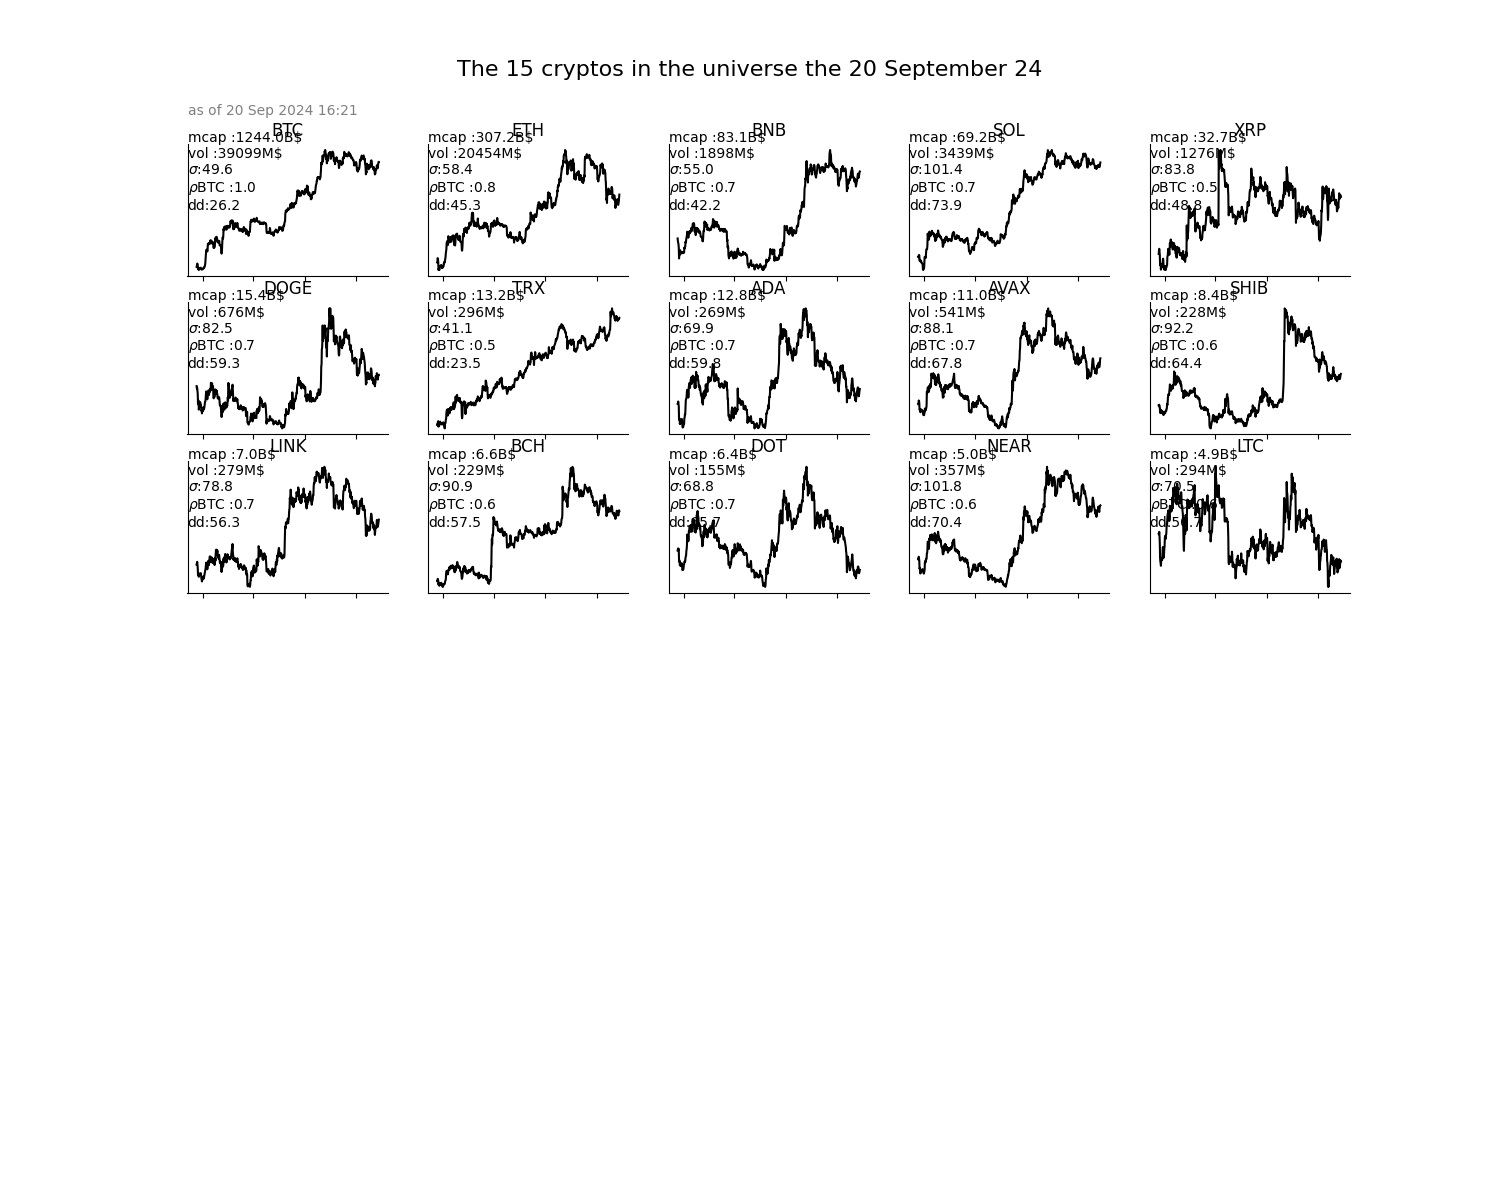 The 15 cryptos in the universe the 20 September 24
as of 20 Sep 2024 16:21
BTC
mcap :1244.0B$
vol :39099M$
σ:49.6
ρBTC :1.0
dd:26.2
ETH
mcap :307.2B$
vol :20454M$
σ:58.4
ρBTC :0.8
dd:45.3
BNB
mcap :83.1B$
vol :1898M$
σ:55.0
ρBTC :0.7
dd:42.2
SOL
mcap :69.2B$
vol :3439M$
σ:101.4
ρBTC :0.7
dd:73.9
XRP
mcap :32.7B$
vol :1276M$
σ:83.8
ρBTC :0.5
dd:48.8
DOGE
mcap :15.4B$
vol :676M$
σ:82.5
ρBTC :0.7
dd:59.3
TRX
mcap :13.2B$
vol :296M$
σ:41.1
ρBTC :0.5
dd:23.5
ADA
mcap :12.8B$
vol :269M$
σ:69.9
ρBTC :0.7
dd:59.8
AVAX
mcap :11.0B$
vol :541M$
σ:88.1
ρBTC :0.7
dd:67.8
SHIB
mcap :8.4B$
vol :228M$
σ:92.2
ρBTC :0.6
dd:64.4
LINK
mcap :7.0B$
vol :279M$
σ:78.8
ρBTC :0.7
dd:56.3
BCH
mcap :6.6B$
vol :229M$
σ:90.9
ρBTC :0.6
dd:57.5
DOT
mcap :6.4B$
vol :155M$
σ:68.8
ρBTC :0.7
NEAR
mcap :5.0B$
vol :357M$
σ:101.8
ρBTC :0.6
dd:70.4
LTC
mcap :4.9B$
vol :294M$
σ:70.5